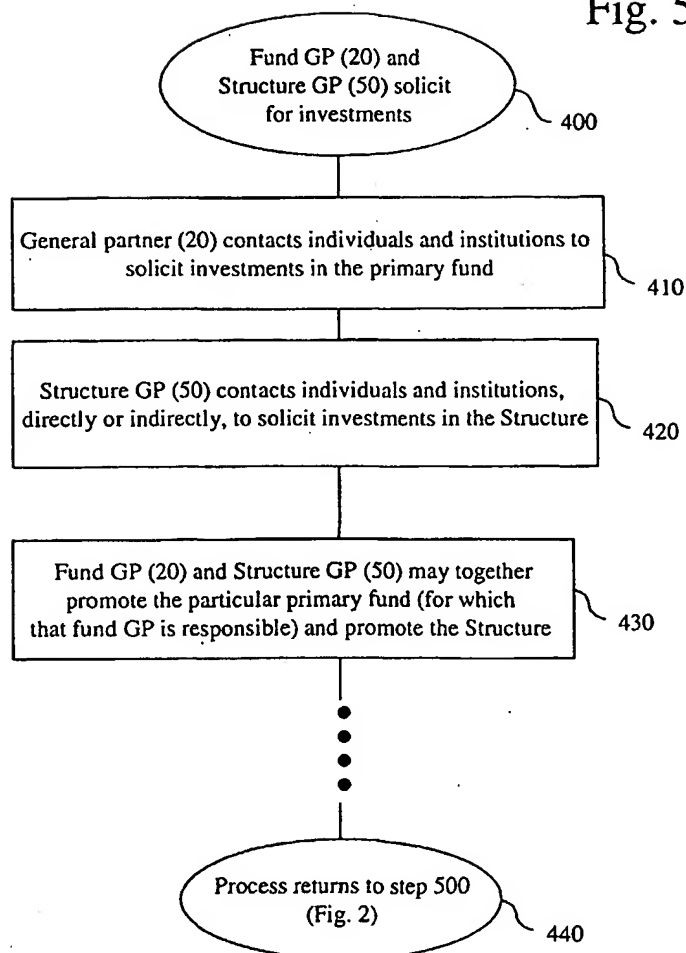 Fig. 5
Fund GP (20) and
Structure GP (50) solicit
for investments
400
General partner (20) contacts individuals and institutions to
solicit investments in the primary fund
410
Structure GP (50) contacts individuals and institutions,
directly or indirectly, to solicit investments in the Structure
420
Fund GP (20) and Structure GP (50) may together
promote the particular primary fund (for which
that fund GP is responsible) and promote the Structure
430
Process returns to step 500
(Fig. 2)
440